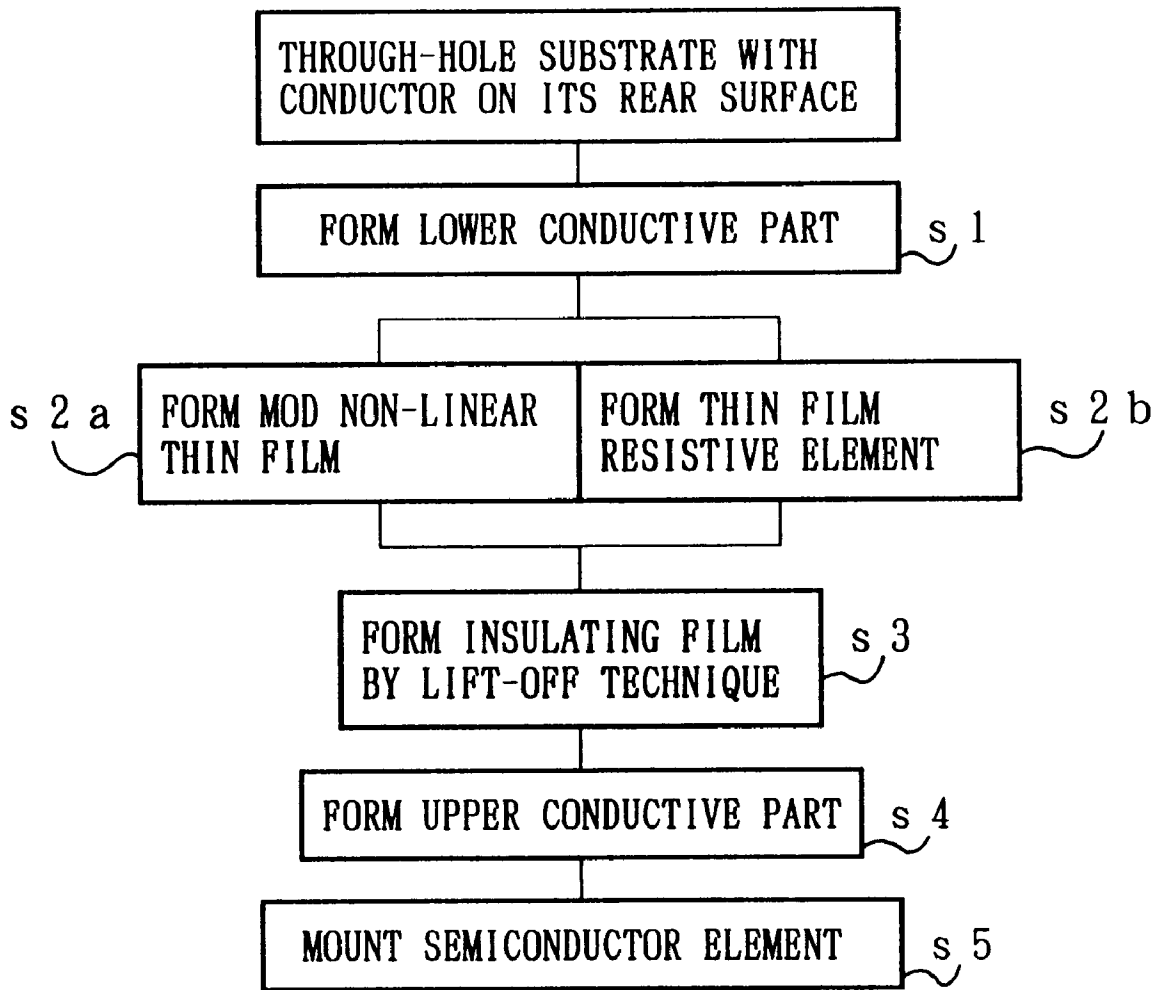 THROUGH-HOLE SUBSTRATE WITH
CONDUCTOR ON ITS REAR SURFACE
FORM LOWER CONDUCTIVE PART
s 1
s 2 a
FORM MOD NON-LINEAR
THIN FILM
FORM THIN FILM
RESISTIVE ELEMENT
s 2 b
FORM INSULATING FILM
BY LIFT-OFF TECHNIQUE
s 3
FORM UPPER CONDUCTIVE PART
s 4
MOUNT SEMICONDUCTOR ELEMENT
s 5